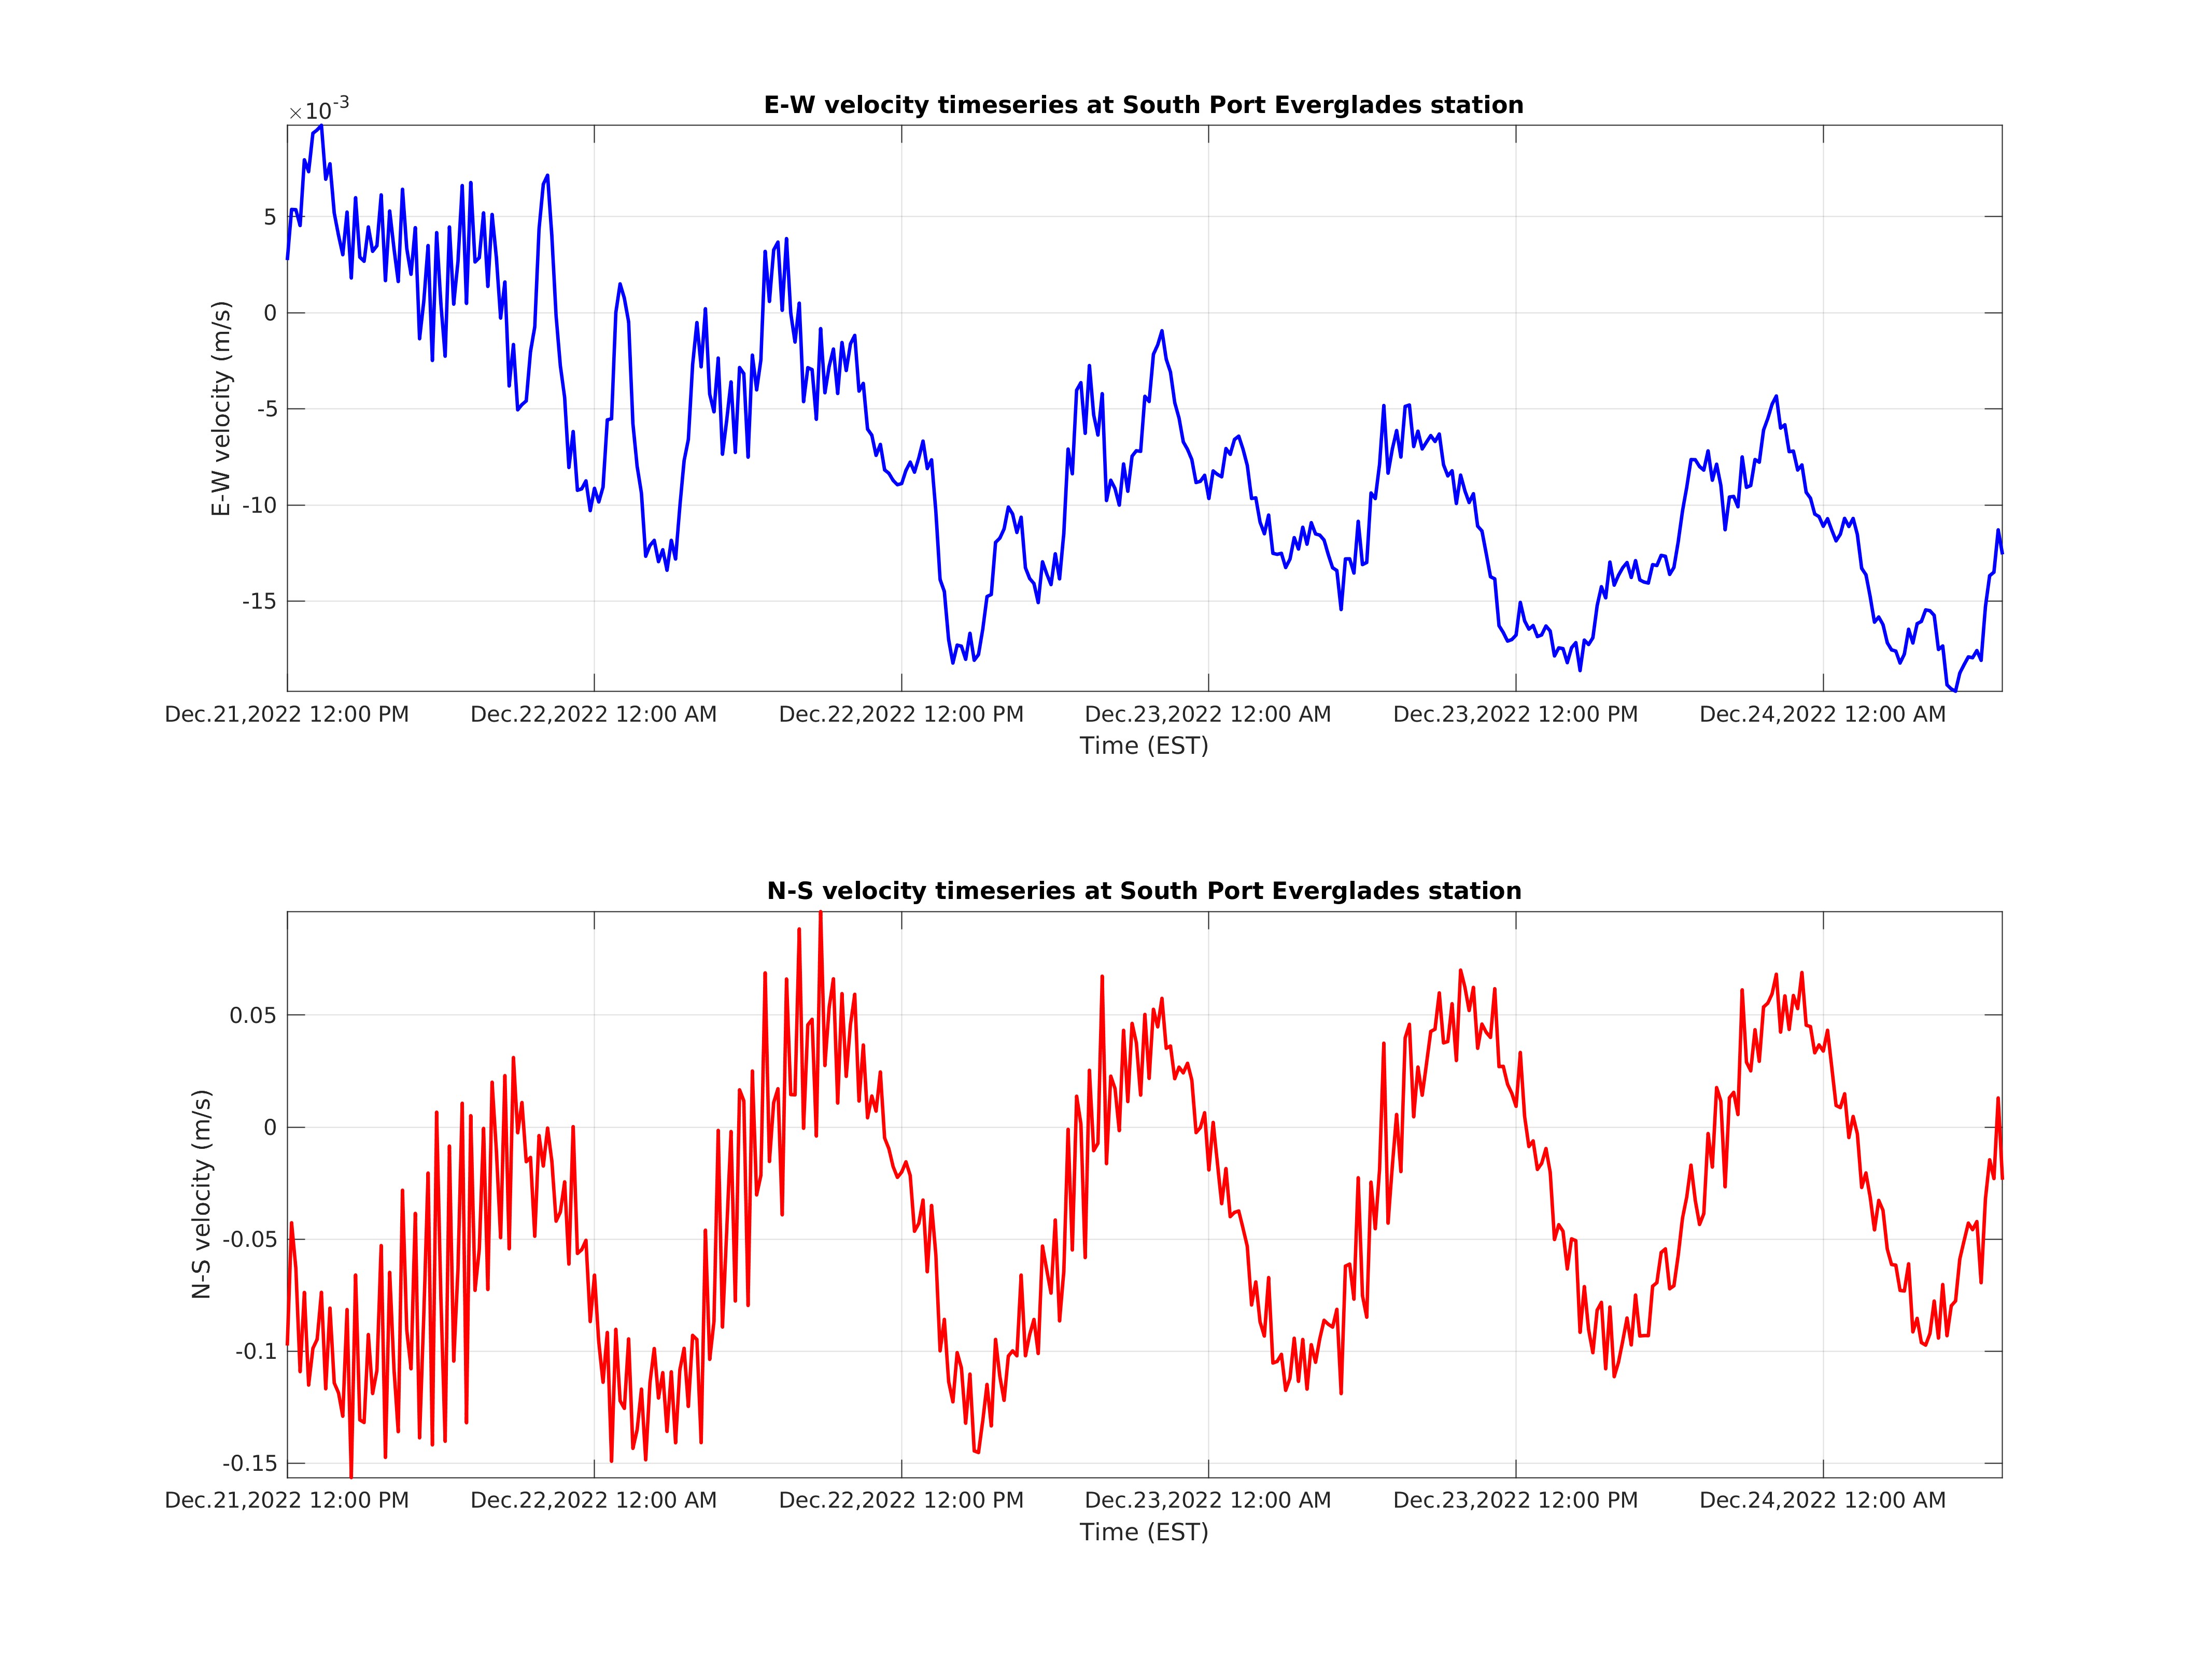 E-W velocity timeseries at South Port Everglades station
×10-3
E-W velocity (m/s)
5
0
-5
-10
-15
Dec.21,2022 12:00 PM Dec.22,2022 12:00 AM Dec.22,2022 12:00 PM Dec.23,2022 12:00 AM Dec.23,2022 12:00 PM Dec.24,2022 12:00 AM
Time (EST)
N-S velocity timeseries at South Port Everglades station
N-S velocity (m/s)
0.05
0
-0.05
-0.1
-0.15
Dec.21,2022 12:00 PM Dec.22,2022 12:00 AM Dec.22,2022 12:00 PM Dec.23,2022 12:00 AM Dec.23,2022 12:00 PM Dec.24,2022 12:00 AM
Time (EST)